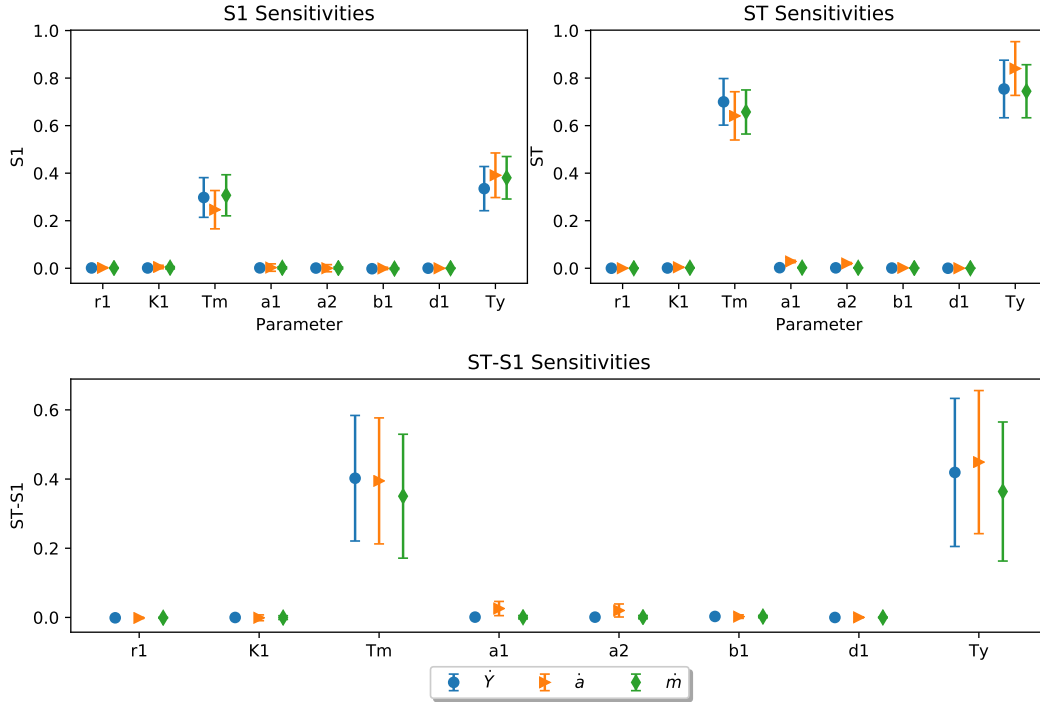 S1 Sensitivities
S1
1.0
0.8
0.6
0.4
0.2
0.0
r1 K1 Tm a1 a2 b1 d1 Ty
Parameter
ST Sensitivities
ST
1.0
0.8
0.6
0.4
0.2
0.0
r1 K1 Tm a1 a2 b1 d1 Ty
Parameter
ST-S1 Sensitivities
ST-S1
0.6
0.4
0.2
0.0
r1 K1 Tm a1 a2 b1 d1 Ty
Ẏ ȧ ṁ